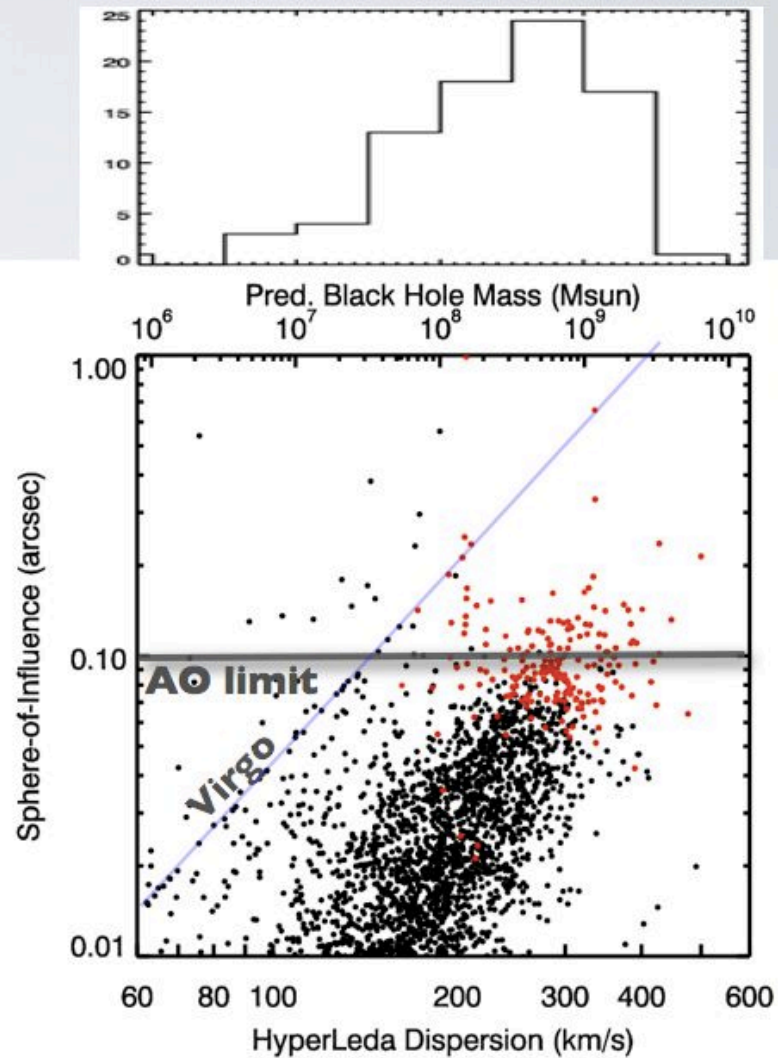 25
20
15
10
5
0
Pred. Black Hole Mass (Msun)
10^6 10^7 10^8 10^9 10^10
1.00
Sphere-of-Influence (arcsec)
0.10
AO limit
Virgo
0.01
60 80 100 200 300 400 600
HyperLeda Dispersion (km/s)